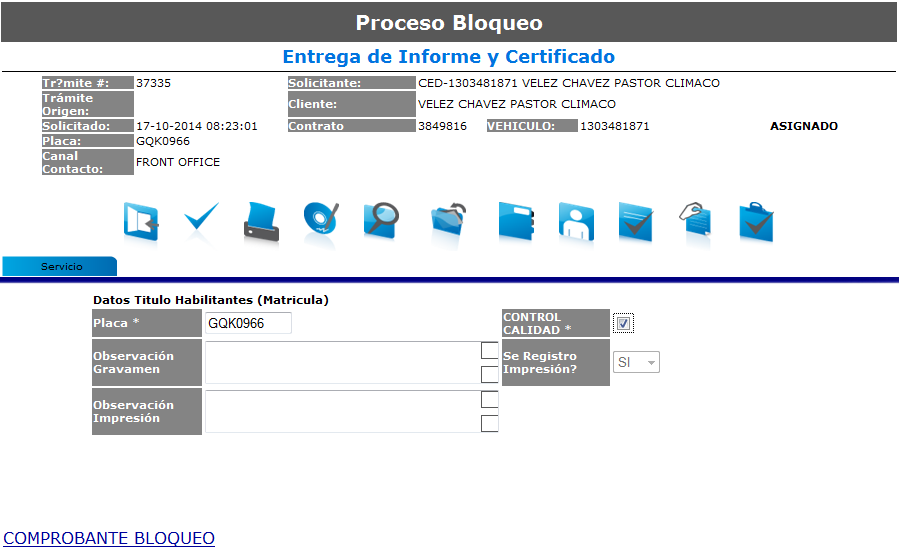 Proceso Bloqueo
Entrega de Informe y Certificado
Tr?mite #: 37335 Solicitante: CED-1303481871 VELEZ CHAVEZ PASTOR CLIMACO
Trámite
Origen: Cliente: VELEZ CHAVEZ PASTOR CLIMACO
Solicitado: 17-10-2014 08:23:01 Contrato 3849816 VEHICULO: 1303481871 ASIGNADO
Placa: GQK0966
Canal
Contacto: FRONT OFFICE
Servicio
Datos Titulo Habilitantes (Matricula)
Placa * GQK0966 CONTROL
CALIDAD *
Observación
Gravamen
Se Registro
Impresión? SI
Observación
Impresión
COMPROBANTE BLOQUEO